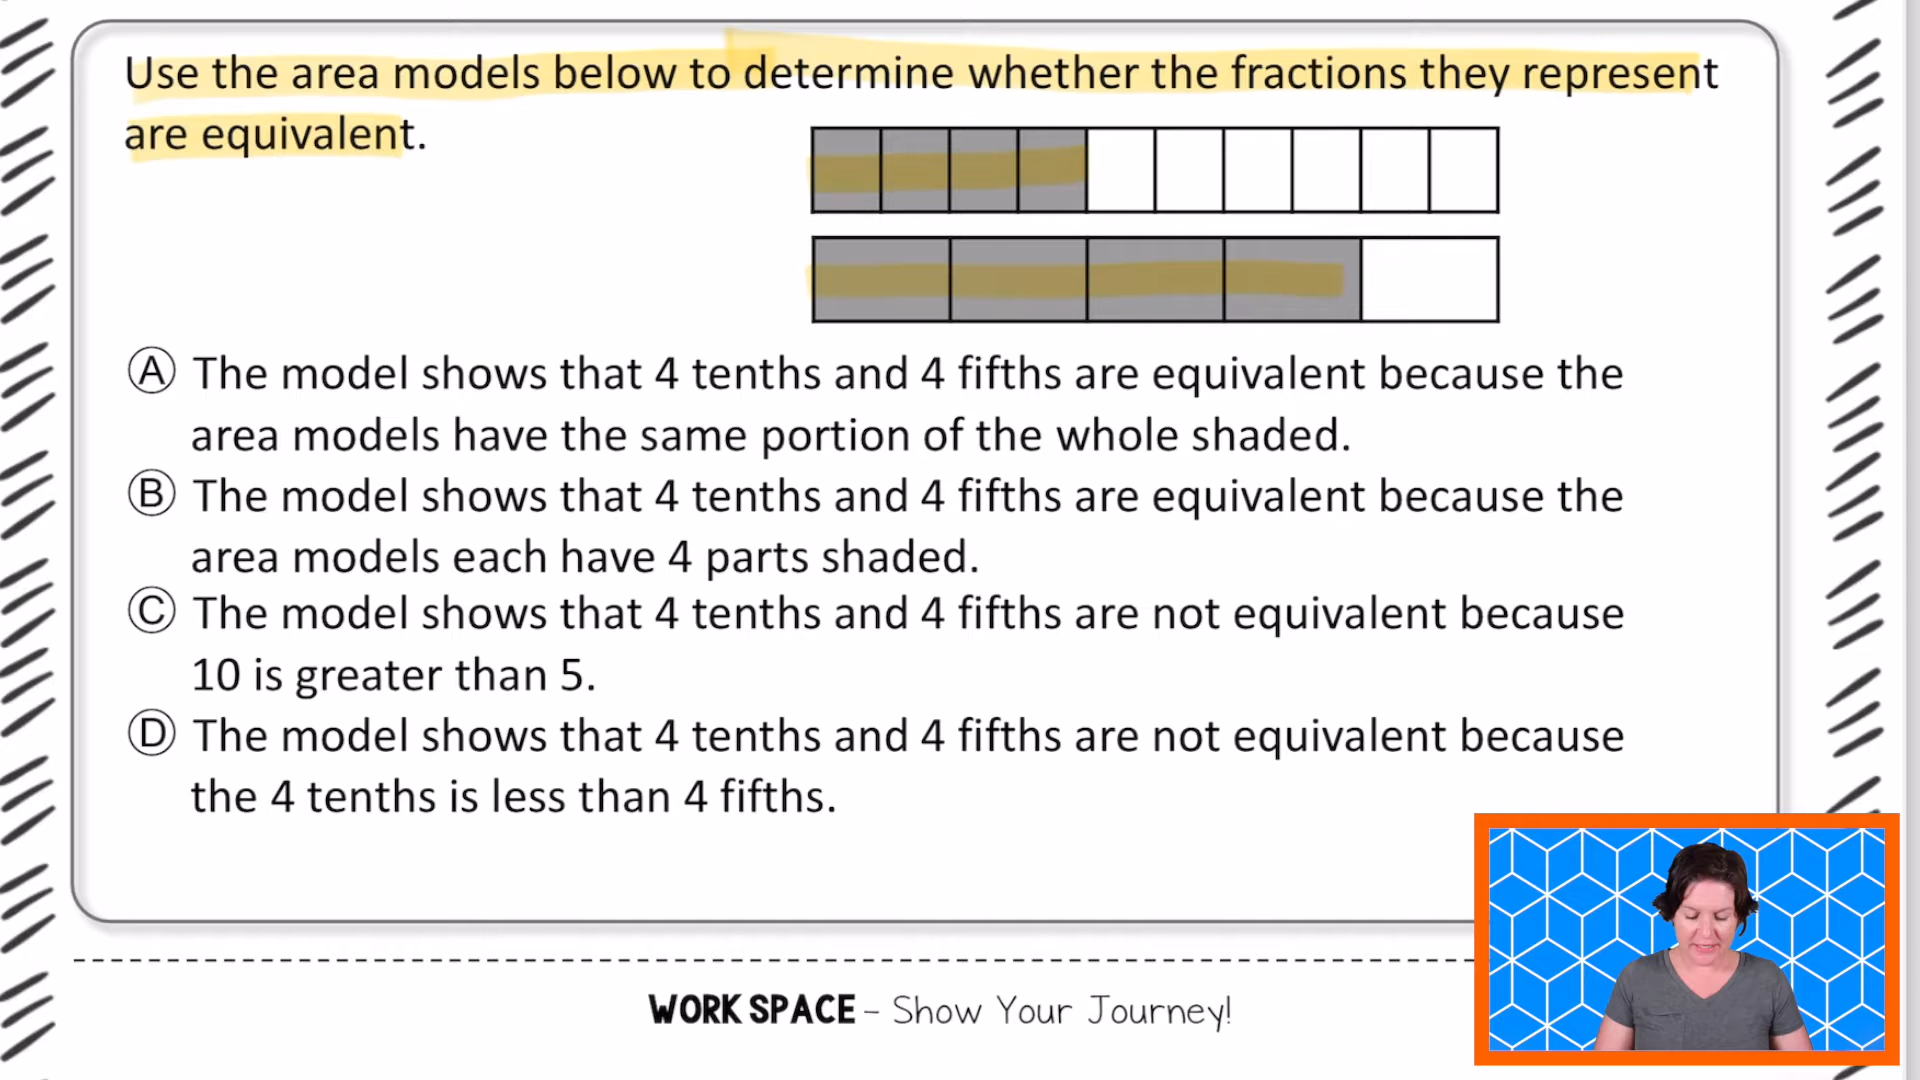 Use the area models below to determine whether the fractions they represent
are equivalent.
Ⓐ The model shows that 4 tenths and 4 fifths are equivalent because the
area models have the same portion of the whole shaded.
Ⓑ The model shows that 4 tenths and 4 fifths are equivalent because the
area models each have 4 parts shaded.
Ⓒ The model shows that 4 tenths and 4 fifths are not equivalent because
10 is greater than 5.
Ⓓ The model shows that 4 tenths and 4 fifths are not equivalent because
the 4 tenths is less than 4 fifths.
WORK SPACE – Show Your Journey!